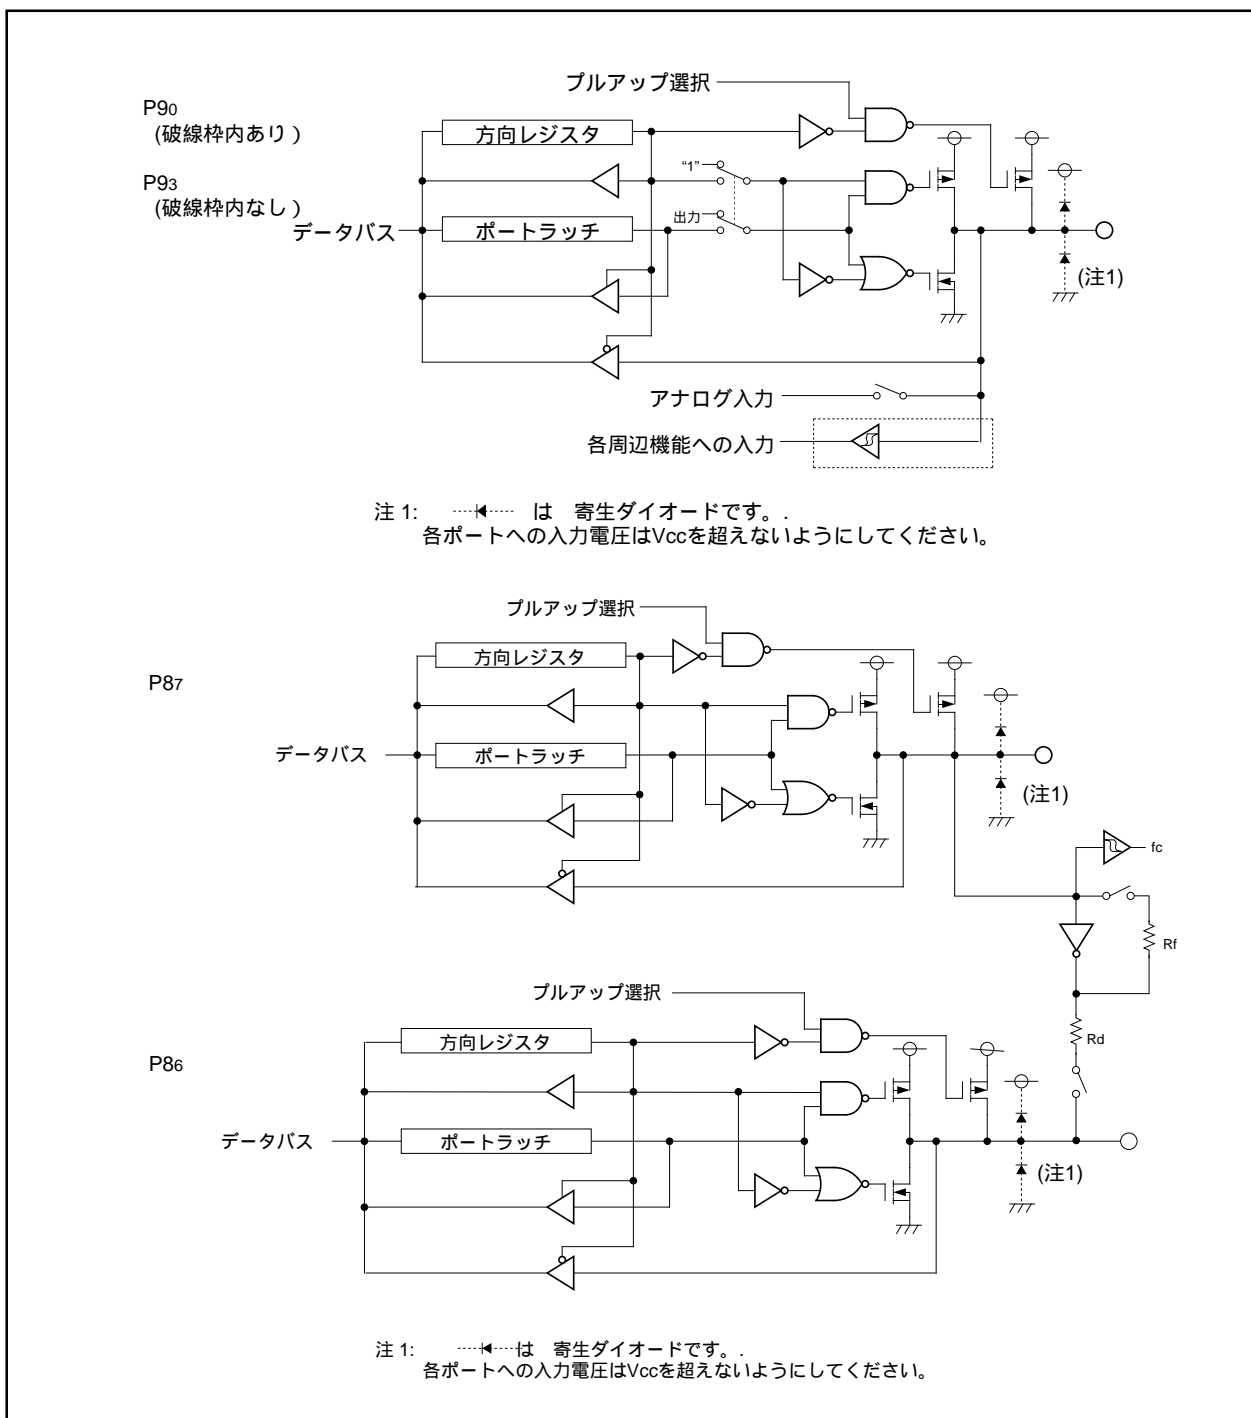 プルアップ選択
P90
(破線枠内あり)
方向レジスタ
P93
(破線枠内なし)
“1”
データバス
ポートラッチ
出力
(注1)
アナログ入力
各周辺機能への入力
注 1: は 寄生ダイオードです。.
各ポートへの入力電圧はVccを超えないようにしてください。
プルアップ選択
方向レジスタ
P87
データバス
ポートラッチ
(注1)
fc
Rf
プルアップ選択
方向レジスタ
Rd
P86
データバス
ポートラッチ
(注1)
注 1: は 寄生ダイオードです。.
各ポートへの入力電圧はVccを超えないようにしてください。